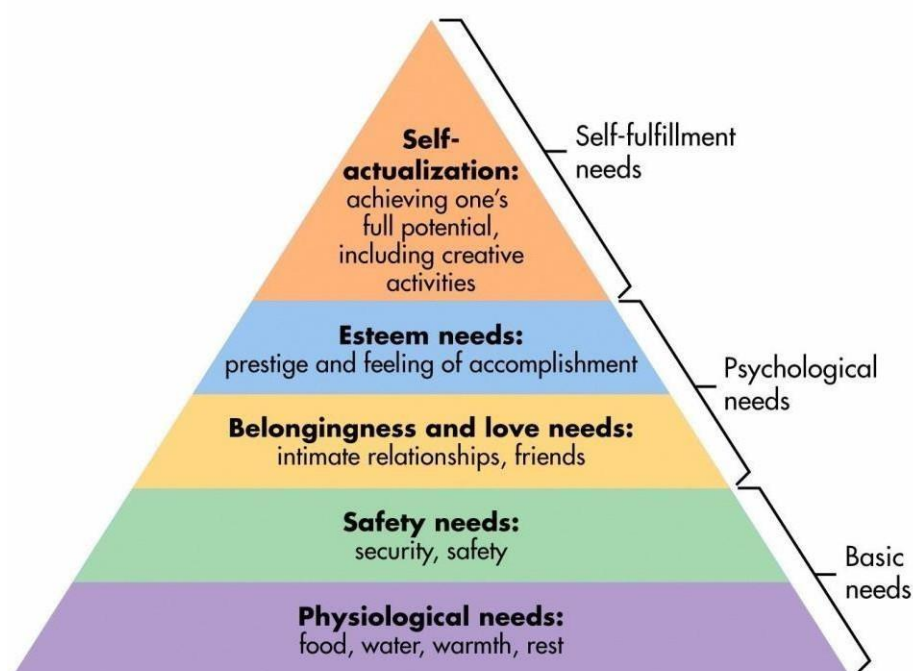 Self-
actualization:
achieving one's
full potential,
including creative
activities
Self-fulfillment
needs
Esteem needs:
prestige and feeling of accomplishment
Psychological
needs
Belongingness and love needs:
intimate relationships, friends
Safety needs:
security, safety
Basic
needs
Physiological needs:
food, water, warmth, rest